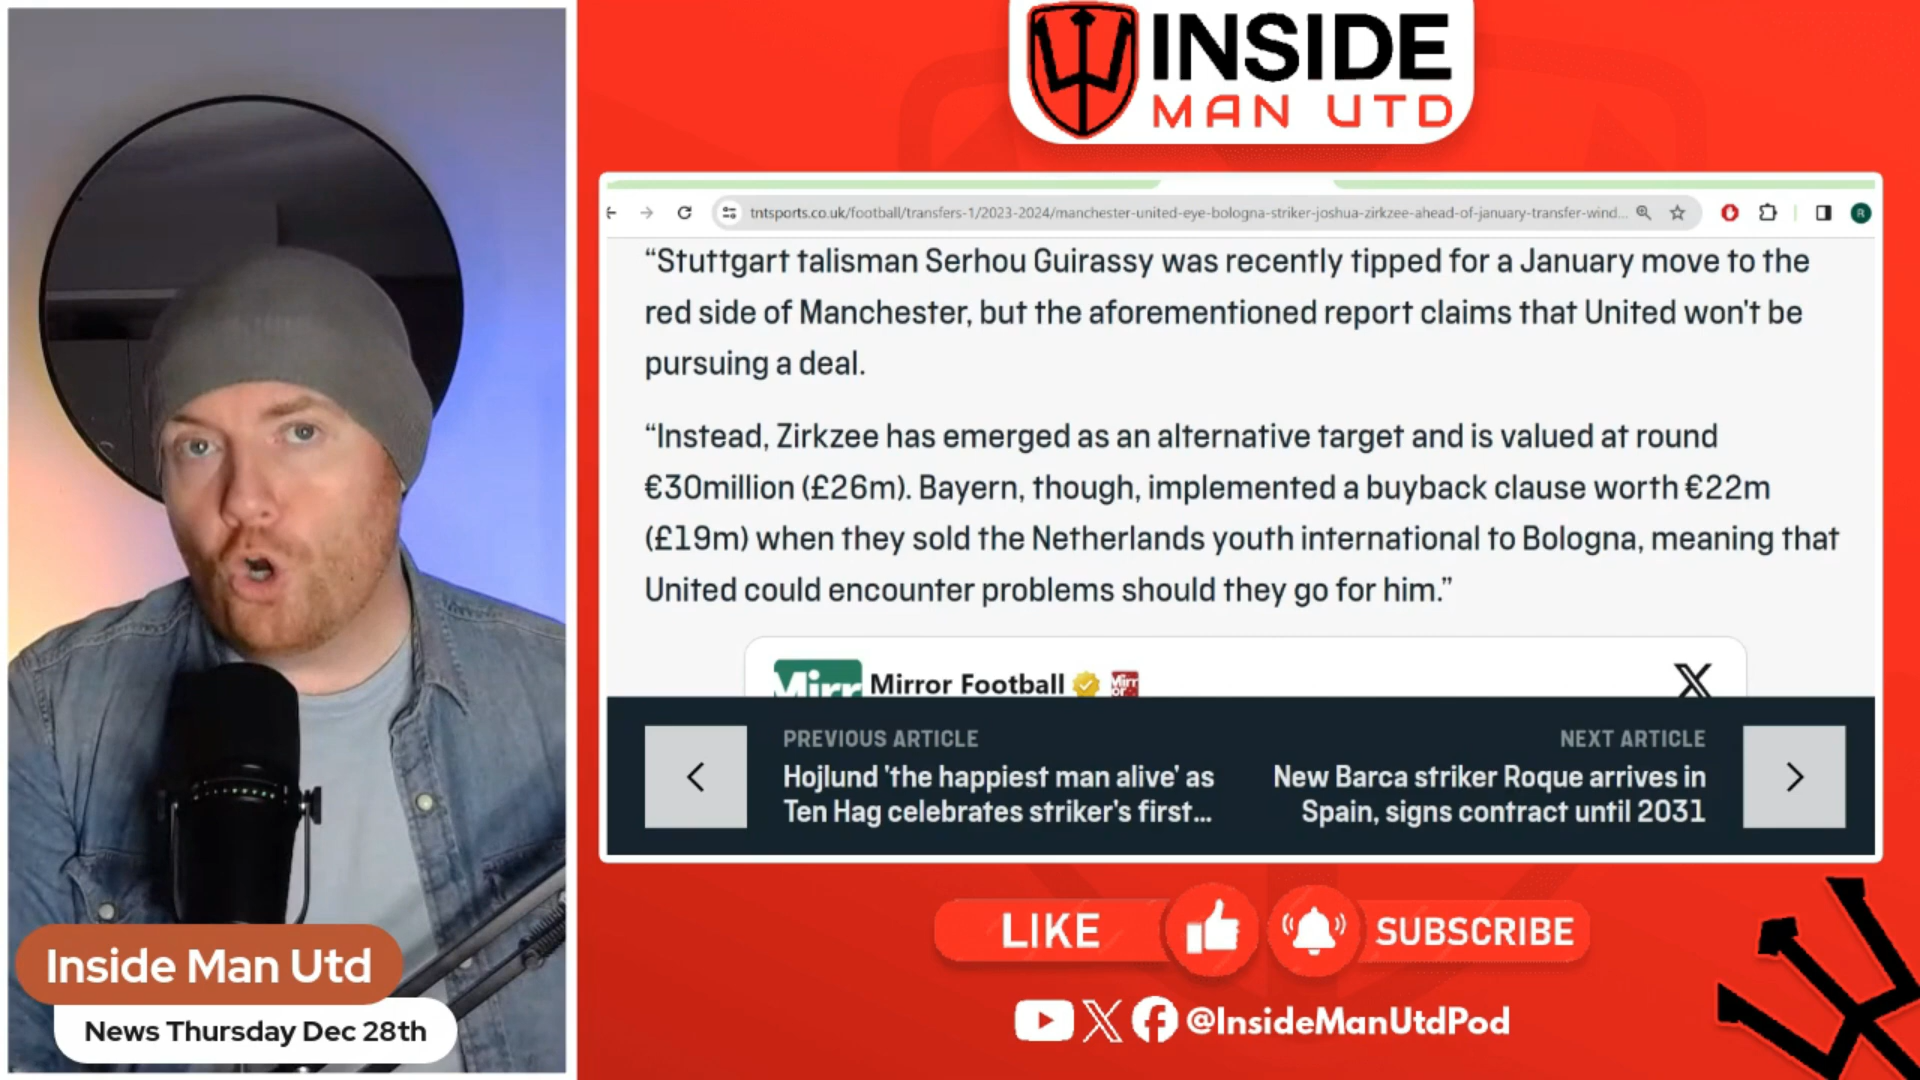 INSIDE
MAN UTD
tntsports.co.uk/football/transfers-1/2023-2024/manchester-united-eye-bologna-striker-joshua-zirkzee-ahead-of-january-transfer-wind...
R
“Stuttgart talisman Serhou Guirassy was recently tipped for a January move to the
red side of Manchester, but the aforementioned report claims that United won't be
pursuing a deal.
“Instead, Zirkzee has emerged as an alternative target and is valued at round
€30million (£26m). Bayern, though, implemented a buyback clause worth €22m
(£19m) when they sold the Netherlands youth international to Bologna, meaning that
United could encounter problems should they go for him.”
Mirr
Mirror Football
Mirr
or
PREVIOUS ARTICLE
Hojlund 'the happiest man alive' as
Ten Hag celebrates striker's first...
NEXT ARTICLE
New Barca striker Roque arrives in
Spain, signs contract until 2031
LIKE
SUBSCRIBE
@InsideManUtdPod
Inside Man Utd
News Thursday Dec 28th